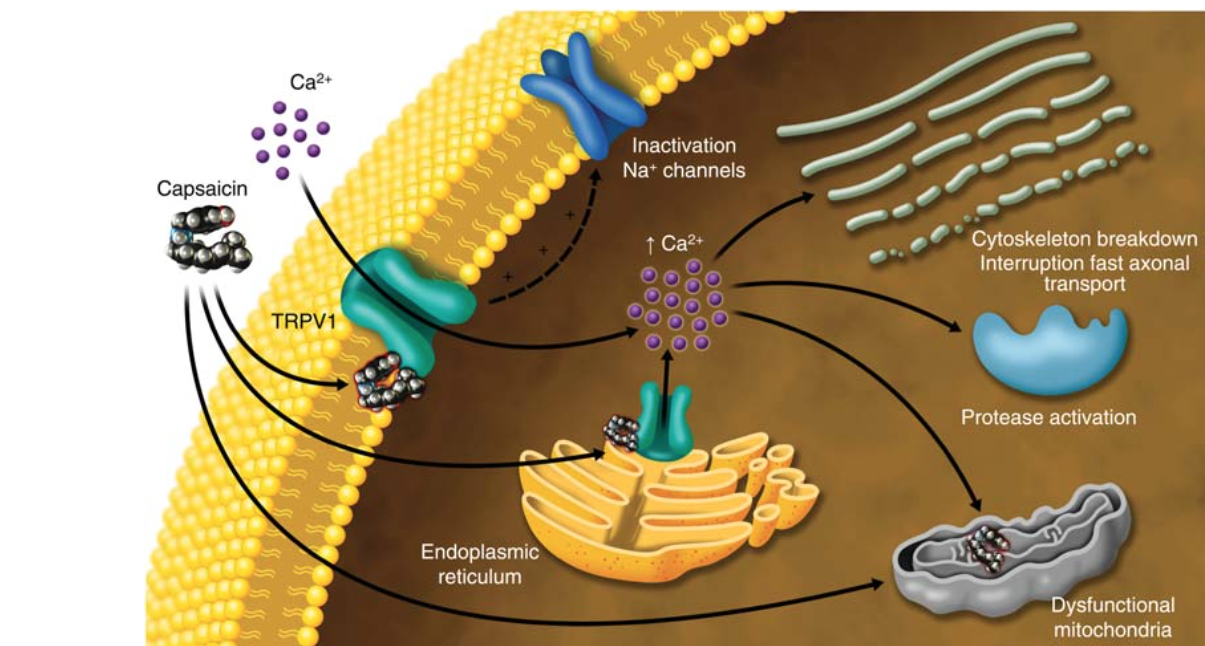 Ca²⁺
Capsaicin
TRPV1
Inactivation
Na⁺ channels
↑ Ca²⁺
Cytoskeleton breakdown
Interruption fast axonal
transport
Protease activation
Endoplasmic
reticulum
Dysfunctional
mitochondria
+
+
+
+